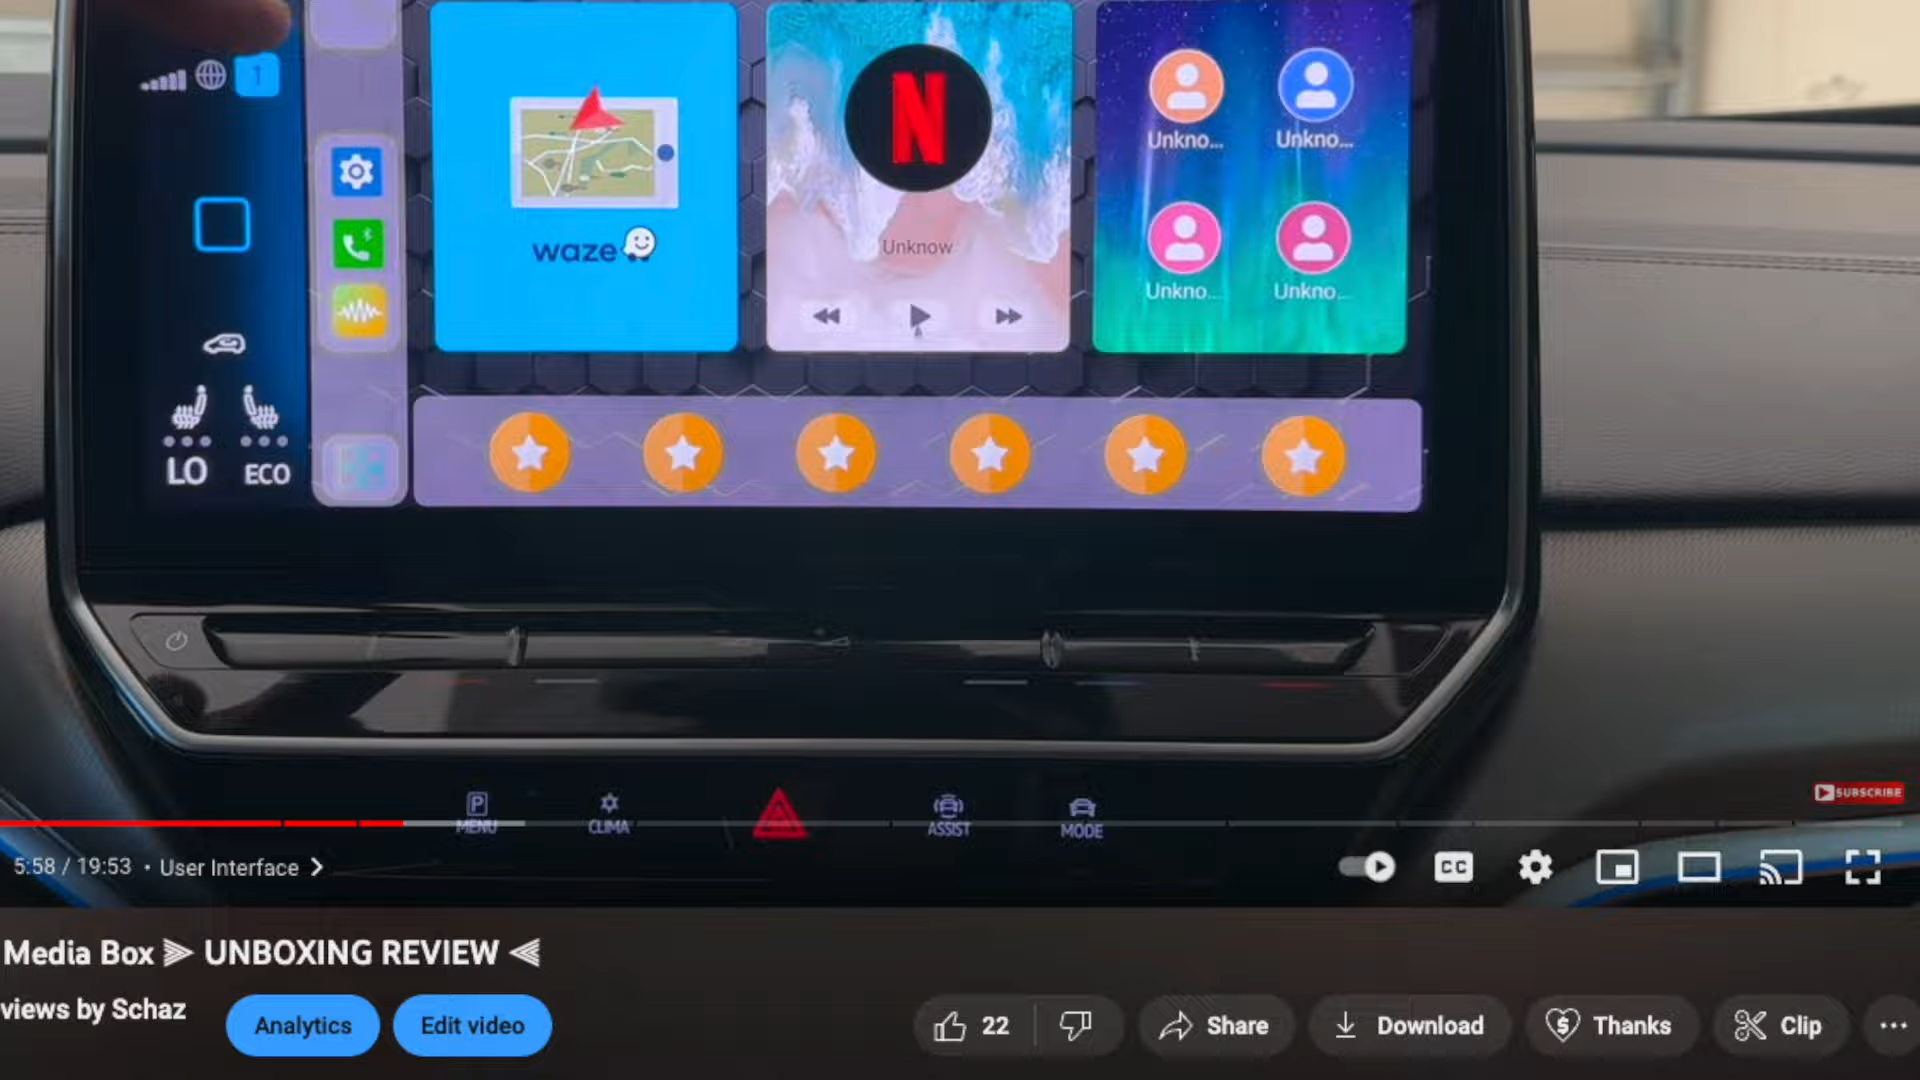 1
N
Unkno...
Unkno...
waze
Unknow
Unkno...
Unkno...
LO
ECO
P
MENU
CLIMA
ASSIST
MODE
SUBSCRIBE
5:58 / 19:53 • User Interface
CC
Media Box ⫸ UNBOXING REVIEW ⫷
views by Schaz
Analytics
Edit video
22
Share
Download
Thanks
Clip